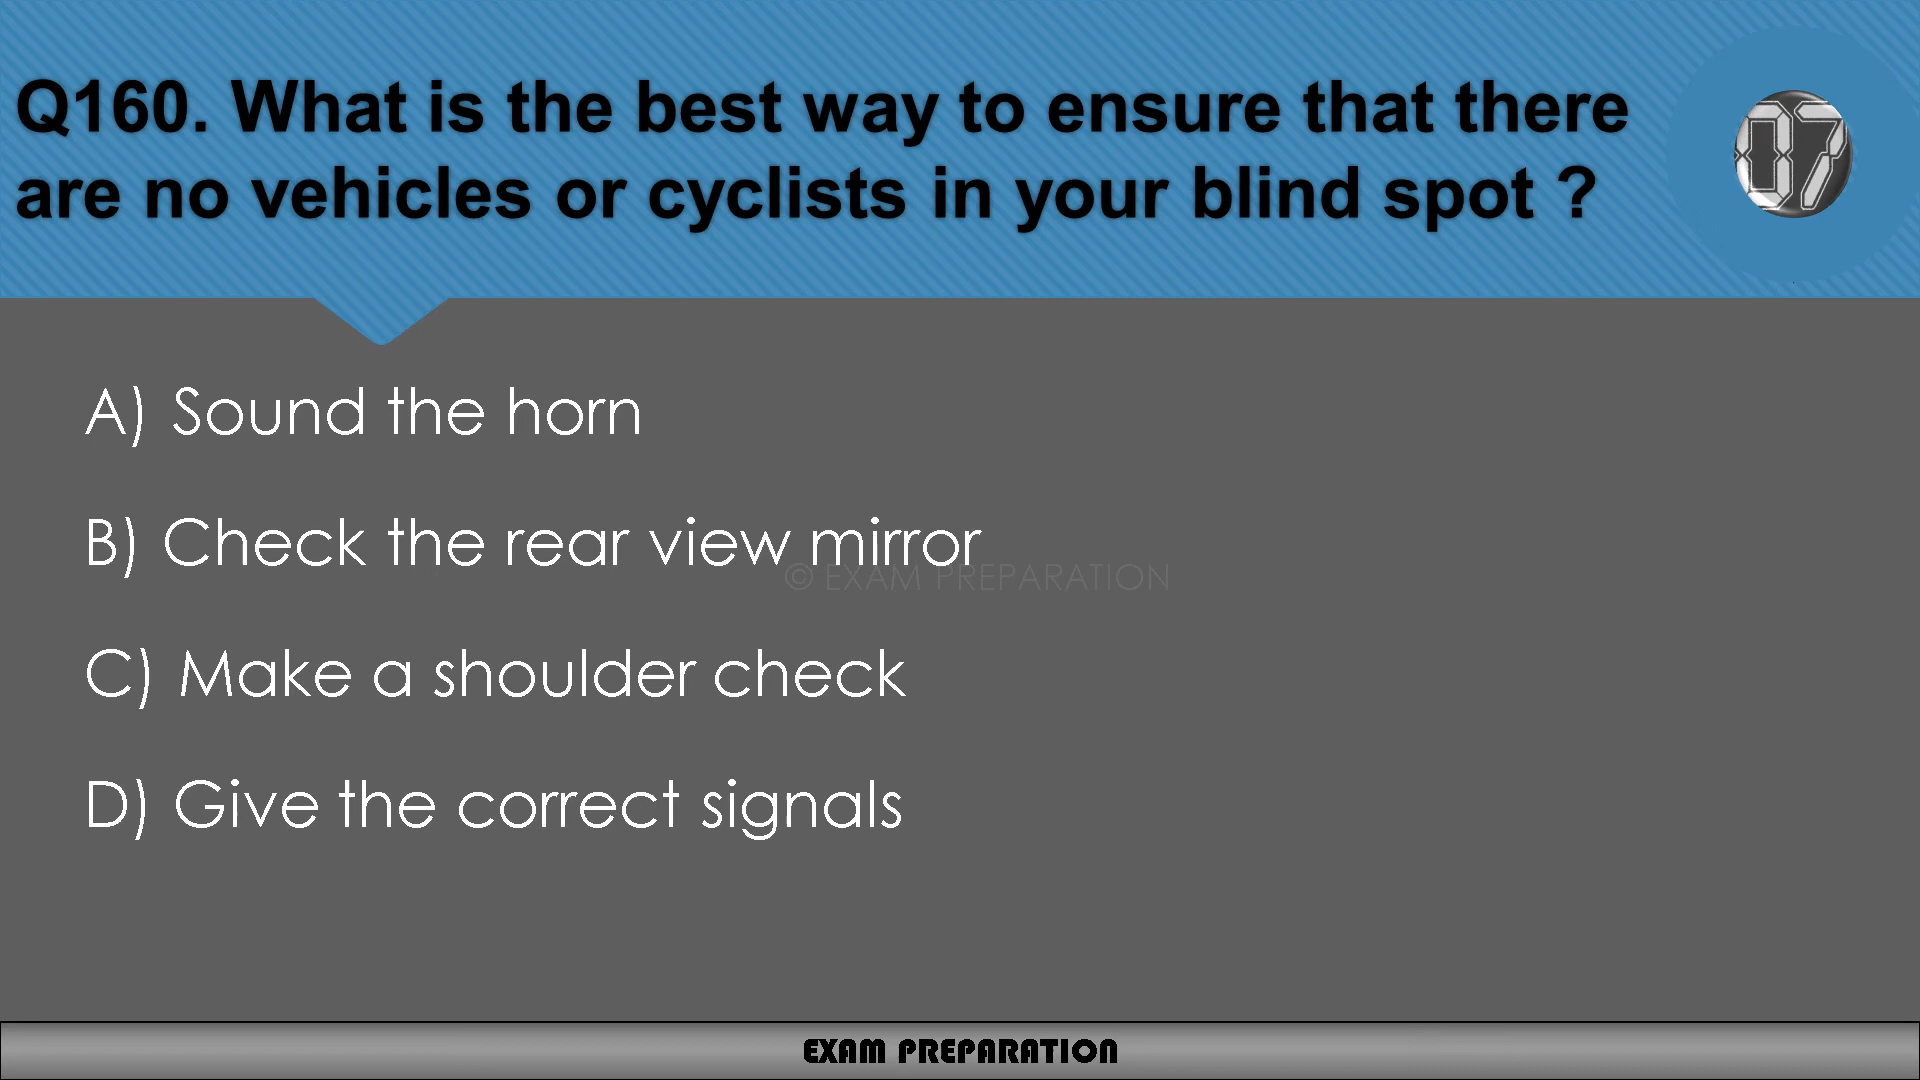 Q160. What is the best way to ensure that there
are no vehicles or cyclists in your blind spot ?
07
A) Sound the horn
B) Check the rear view mirror
© EXAM PREPARATION
C) Make a shoulder check
D) Give the correct signals
EXAM PREPARATION